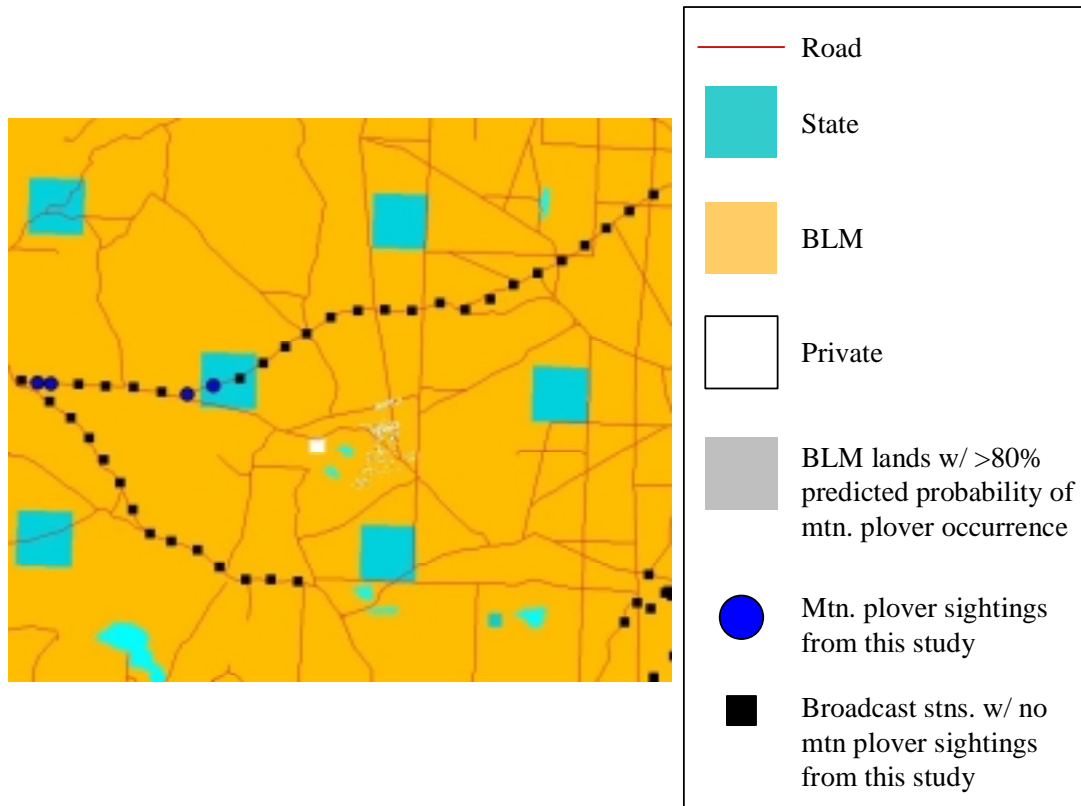 Road
State
BLM
Private
BLM lands w/ >80%
predicted probability of
mtn. plover occurrence
Mtn. plover sightings
from this study
Broadcast stns. w/ no
mtn plover sightings
from this study